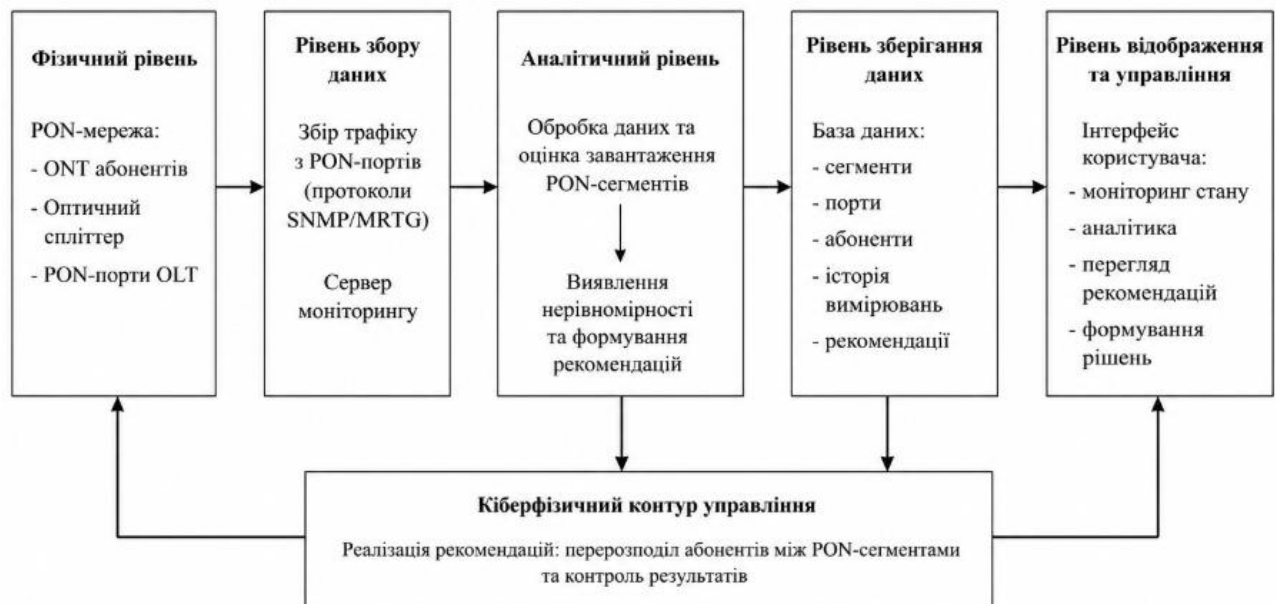 Фізичний рівень
PON-мережа:
- ONT абонентів
- Оптичний
спліттер
- PON-порти OLT
Рівень збору
даних
Збір трафіку
з PON-портів
(протоколи
SNMP/MRTG)
Сервер
моніторингу
Аналітичний рівень
Обробка даних та
оцінка завантаження
PON-сегментів
Виявлення
нерівномірності
та формування
рекомендацій
Рівень зберігання
даних
База даних:
- сегменти
- порти
- абоненти
- історія
вимірювань
- рекомендації
Рівень відображення
та управління
Інтерфейс
користувача:
- моніторинг стану
- аналітика
- перегляд
рекомендацій
- формування
рішень
Кіберфізичний контур управління
Реалізація рекомендацій: перерозподіл абонентів між PON-сегментами
та контроль результатів